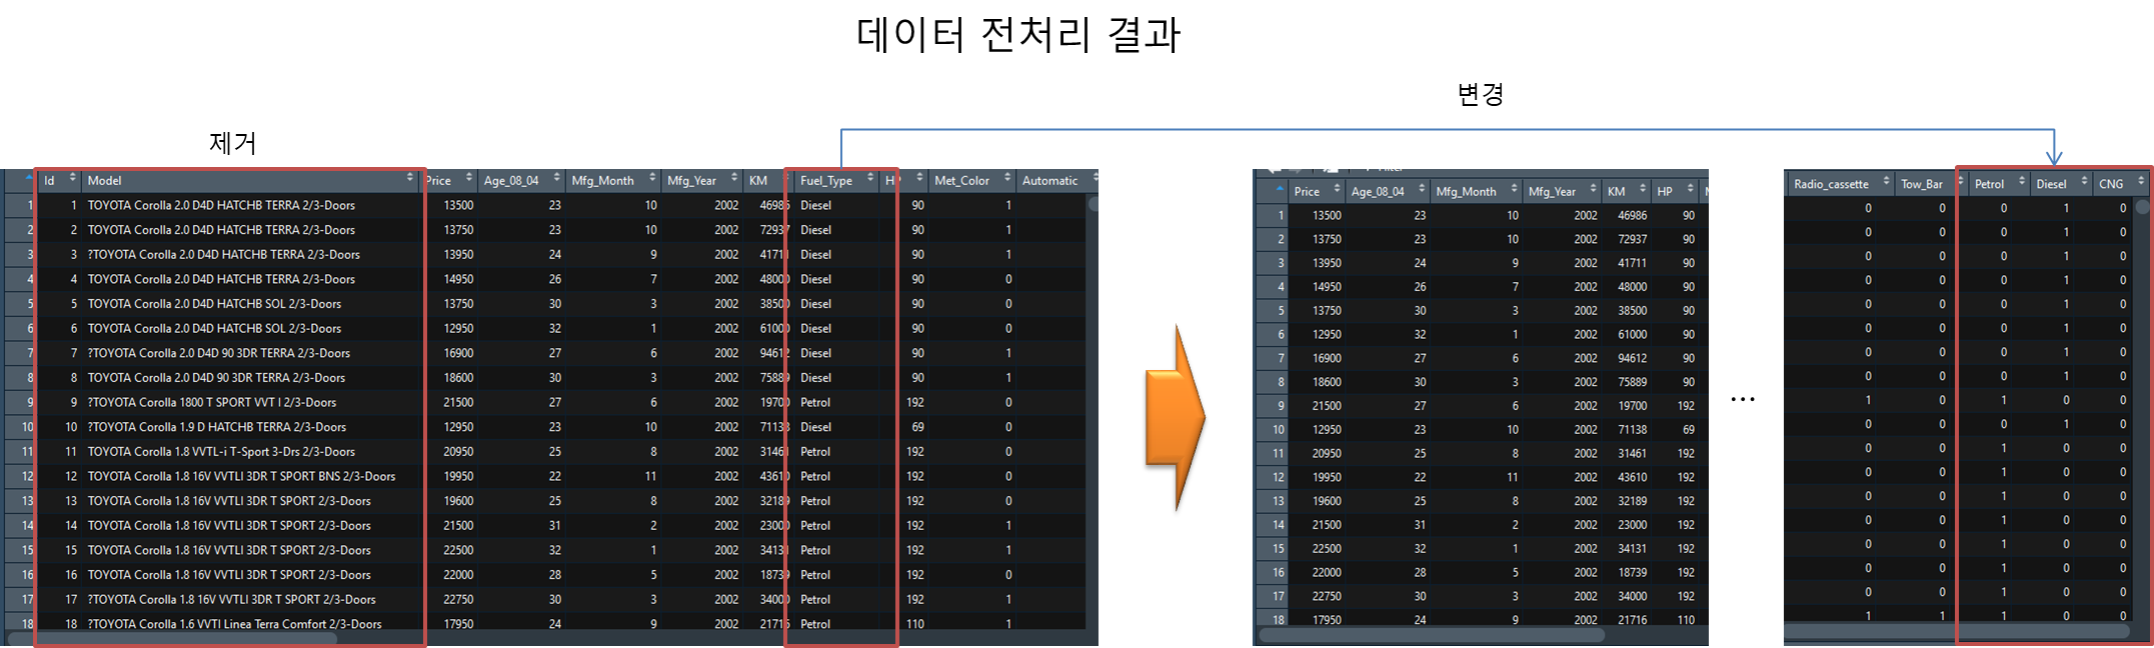 데이터 전처리 결과
변경
제거
Id Model Price Age_08_04 Mfg_Month Mfg_Year KM Fuel_Type HP Met_Color Automatic
1 1 TOYOTA Corolla 2.0 D4D HATCHB TERRA 2/3-Doors 13500 23 10 2002 46986 Diesel 90 1
2 2 TOYOTA Corolla 2.0 D4D HATCHB TERRA 2/3-Doors 13750 23 10 2002 72937 Diesel 90 1
3 3 ?TOYOTA Corolla 2.0 D4D HATCHB TERRA 2/3-Doors 13950 24 9 2002 41711 Diesel 90 1
4 4 TOYOTA Corolla 2.0 D4D HATCHB TERRA 2/3-Doors 14950 26 7 2002 48000 Diesel 90 0
5 5 TOYOTA Corolla 2.0 D4D HATCHB SOL 2/3-Doors 13750 30 3 2002 38500 Diesel 90 0
6 6 TOYOTA Corolla 2.0 D4D HATCHB SOL 2/3-Doors 12950 32 1 2002 61000 Diesel 90 0
7 7 ?TOYOTA Corolla 2.0 D4D 90 3DR TERRA 2/3-Doors 16900 27 6 2002 94612 Diesel 90 1
8 8 TOYOTA Corolla 2.0 D4D 90 3DR TERRA 2/3-Doors 18600 30 3 2002 75889 Diesel 90 1
9 9 ?TOYOTA Corolla 1800 T SPORT VVT I 2/3-Doors 21500 27 6 2002 19700 Petrol 192 0
10 10 ?TOYOTA Corolla 1.9 D HATCHB TERRA 2/3-Doors 12950 23 10 2002 71138 Diesel 69 0
11 11 TOYOTA Corolla 1.8 VVTL-i T-Sport 3-Drs 2/3-Doors 20950 25 8 2002 31461 Petrol 192 0
12 12 TOYOTA Corolla 1.8 16V VVTLI 3DR T SPORT BNS 2/3-Doors 19950 22 11 2002 43610 Petrol 192 0
13 13 TOYOTA Corolla 1.8 16V VVTLI 3DR T SPORT 2/3-Doors 19600 25 8 2002 32189 Petrol 192 0
14 14 TOYOTA Corolla 1.8 16V VVTLI 3DR T SPORT 2/3-Doors 21500 31 2 2002 23000 Petrol 192 1
15 15 TOYOTA Corolla 1.8 16V VVTLI 3DR T SPORT 2/3-Doors 22500 32 1 2002 34131 Petrol 192 1
16 16 TOYOTA Corolla 1.8 16V VVTLI 3DR T SPORT 2/3-Doors 22000 28 5 2002 18739 Petrol 192 0
17 17 ?TOYOTA Corolla 1.8 16V VVTLI 3DR T SPORT 2/3-Doors 22750 30 3 2002 34000 Petrol 192 1
18 18 ?TOYOTA Corolla 1.6 VVTI Linea Terra Comfort 2/3-Doors 17950 24 9 2002 21716 Petrol 110 1
Price Age_08_04 Mfg_Month Mfg_Year KM HP
1 13500 23 10 2002 46986 90
2 13750 23 10 2002 72937 90
3 13950 24 9 2002 41711 90
4 14950 26 7 2002 48000 90
5 13750 30 3 2002 38500 90
6 12950 32 1 2002 61000 90
7 16900 27 6 2002 94612 90
8 18600 30 3 2002 75889 90
9 21500 27 6 2002 19700 192
10 12950 23 10 2002 71138 69
11 20950 25 8 2002 31461 192
12 19950 22 11 2002 43610 192
13 19600 25 8 2002 32189 192
14 21500 31 2 2002 23000 192
15 22500 32 1 2002 34131 192
16 22000 28 5 2002 18739 192
17 22750 30 3 2002 34000 192
18 17950 24 9 2002 21716 110
...
Radio_cassette Tow_Bar Petrol Diesel CNG
0 0 0 1 0
0 0 0 1 0
0 0 0 1 0
0 0 0 1 0
0 0 0 1 0
0 0 0 1 0
0 0 0 1 0
0 0 0 1 0
1 0 1 0 0
0 0 0 1 0
0 0 1 0 0
0 0 1 0 0
0 0 1 0 0
0 0 1 0 0
0 0 1 0 0
0 0 1 0 0
0 0 1 0 0
1 1 1 0 0